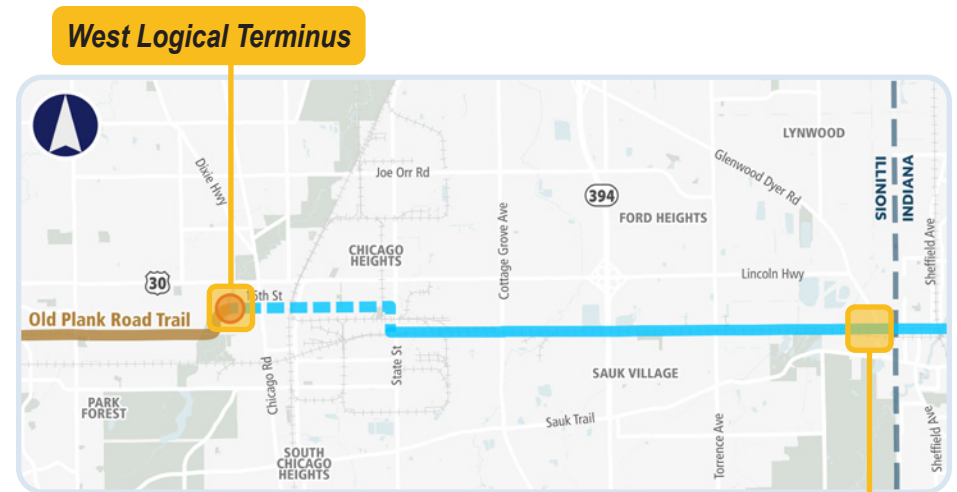 West Logical Terminus
LYNWOOD
Dixie Hwy
Joe Orr Rd
Glenwood Dyer Rd
ILLINOIS
INDIANA
394
FORD HEIGHTS
Cottage Grove Ave
Sheffield Ave
CHICAGO
HEIGHTS
Lincoln Hwy
30
5th St
Old Plank Road Trail
State St
Chicago Rd
SAUK VILLAGE
PARK
FOREST
Sauk Trail
Torrence Ave
Sheffield Ave
SOUTH
CHICAGO
HEIGHTS